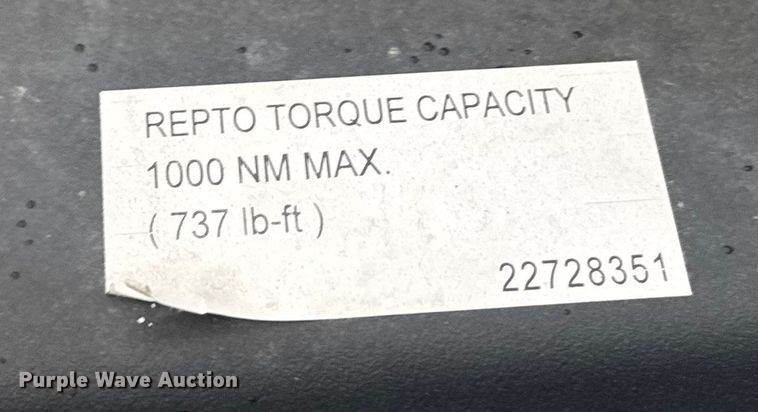 REPTO TORQUE CAPACITY
1000 NM MAX.
( 737 lb-ft )
22728351
Purple Wave Auction